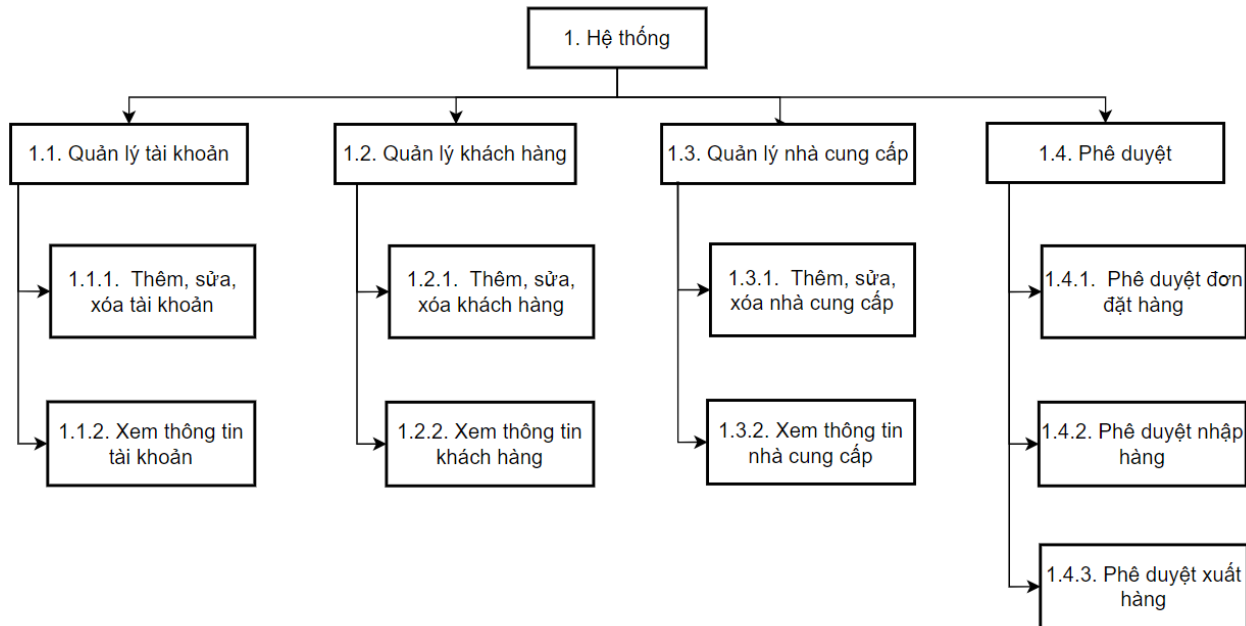 1. Hệ thống
1.1. Quản lý tài khoản
1.2. Quản lý khách hàng
1.3. Quản lý nhà cung cấp
1.4. Phê duyệt
1.1.1. Thêm, sửa,
xóa tài khoản
1.2.1. Thêm, sửa,
xóa khách hàng
1.3.1. Thêm, sửa,
xóa nhà cung cấp
1.4.1. Phê duyệt đơn
đặt hàng
1.1.2. Xem thông tin
tài khoản
1.2.2. Xem thông tin
khách hàng
1.3.2. Xem thông tin
nhà cung cấp
1.4.2. Phê duyệt nhập
hàng
1.4.3. Phê duyệt xuất
hàng